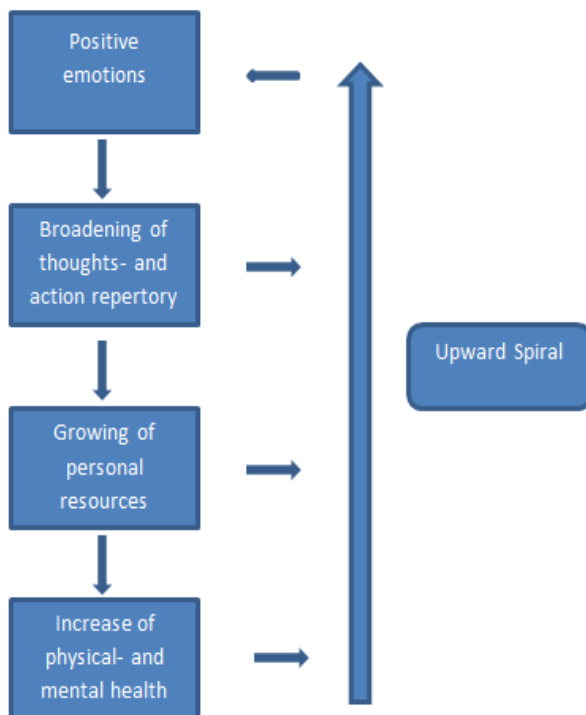 Positive
emotions
Broadening of
thoughts- and
action repertory
Upward Spiral
Growing of
personal
resources
Increase of
physical- and
mental health